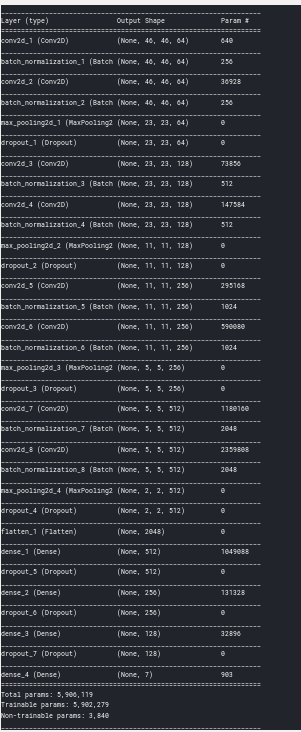 Layer (type) Output Shape Param #
conv2d_1 (Conv2D) (None, 46, 46, 64) 640
batch_normalization_1 (Batch (None, 46, 46, 64) 256
conv2d_2 (Conv2D) (None, 46, 46, 64) 36928
batch_normalization_2 (Batch (None, 46, 46, 64) 256
max_pooling2d_1 (MaxPooling2 (None, 23, 23, 64) 0
dropout_1 (Dropout) (None, 23, 23, 64) 0
conv2d_3 (Conv2D) (None, 23, 23, 128) 73856
batch_normalization_3 (Batch (None, 23, 23, 128) 512
conv2d_4 (Conv2D) (None, 23, 23, 128) 147584
batch_normalization_4 (Batch (None, 23, 23, 128) 512
max_pooling2d_2 (MaxPooling2 (None, 11, 11, 128) 0
dropout_2 (Dropout) (None, 11, 11, 128) 0
conv2d_5 (Conv2D) (None, 11, 11, 256) 295168
batch_normalization_5 (Batch (None, 11, 11, 256) 1024
conv2d_6 (Conv2D) (None, 11, 11, 256) 590080
batch_normalization_6 (Batch (None, 11, 11, 256) 1024
max_pooling2d_3 (MaxPooling2 (None, 5, 5, 256) 0
dropout_3 (Dropout) (None, 5, 5, 256) 0
conv2d_7 (Conv2D) (None, 5, 5, 512) 1180160
batch_normalization_7 (Batch (None, 5, 5, 512) 2048
conv2d_8 (Conv2D) (None, 5, 5, 512) 2359808
batch_normalization_8 (Batch (None, 5, 5, 512) 2048
max_pooling2d_4 (MaxPooling2 (None, 2, 2, 512) 0
dropout_4 (Dropout) (None, 2, 2, 512) 0
flatten_1 (Flatten) (None, 2048) 0
dense_1 (Dense) (None, 512) 1049088
dropout_5 (Dropout) (None, 512) 0
dense_2 (Dense) (None, 256) 131328
dropout_6 (Dropout) (None, 256) 0
dense_3 (Dense) (None, 128) 32896
dropout_7 (Dropout) (None, 128) 0
dense_4 (Dense) (None, 7) 903
Total params: 5,906,119
Trainable params: 5,902,279
Non-trainable params: 3,840